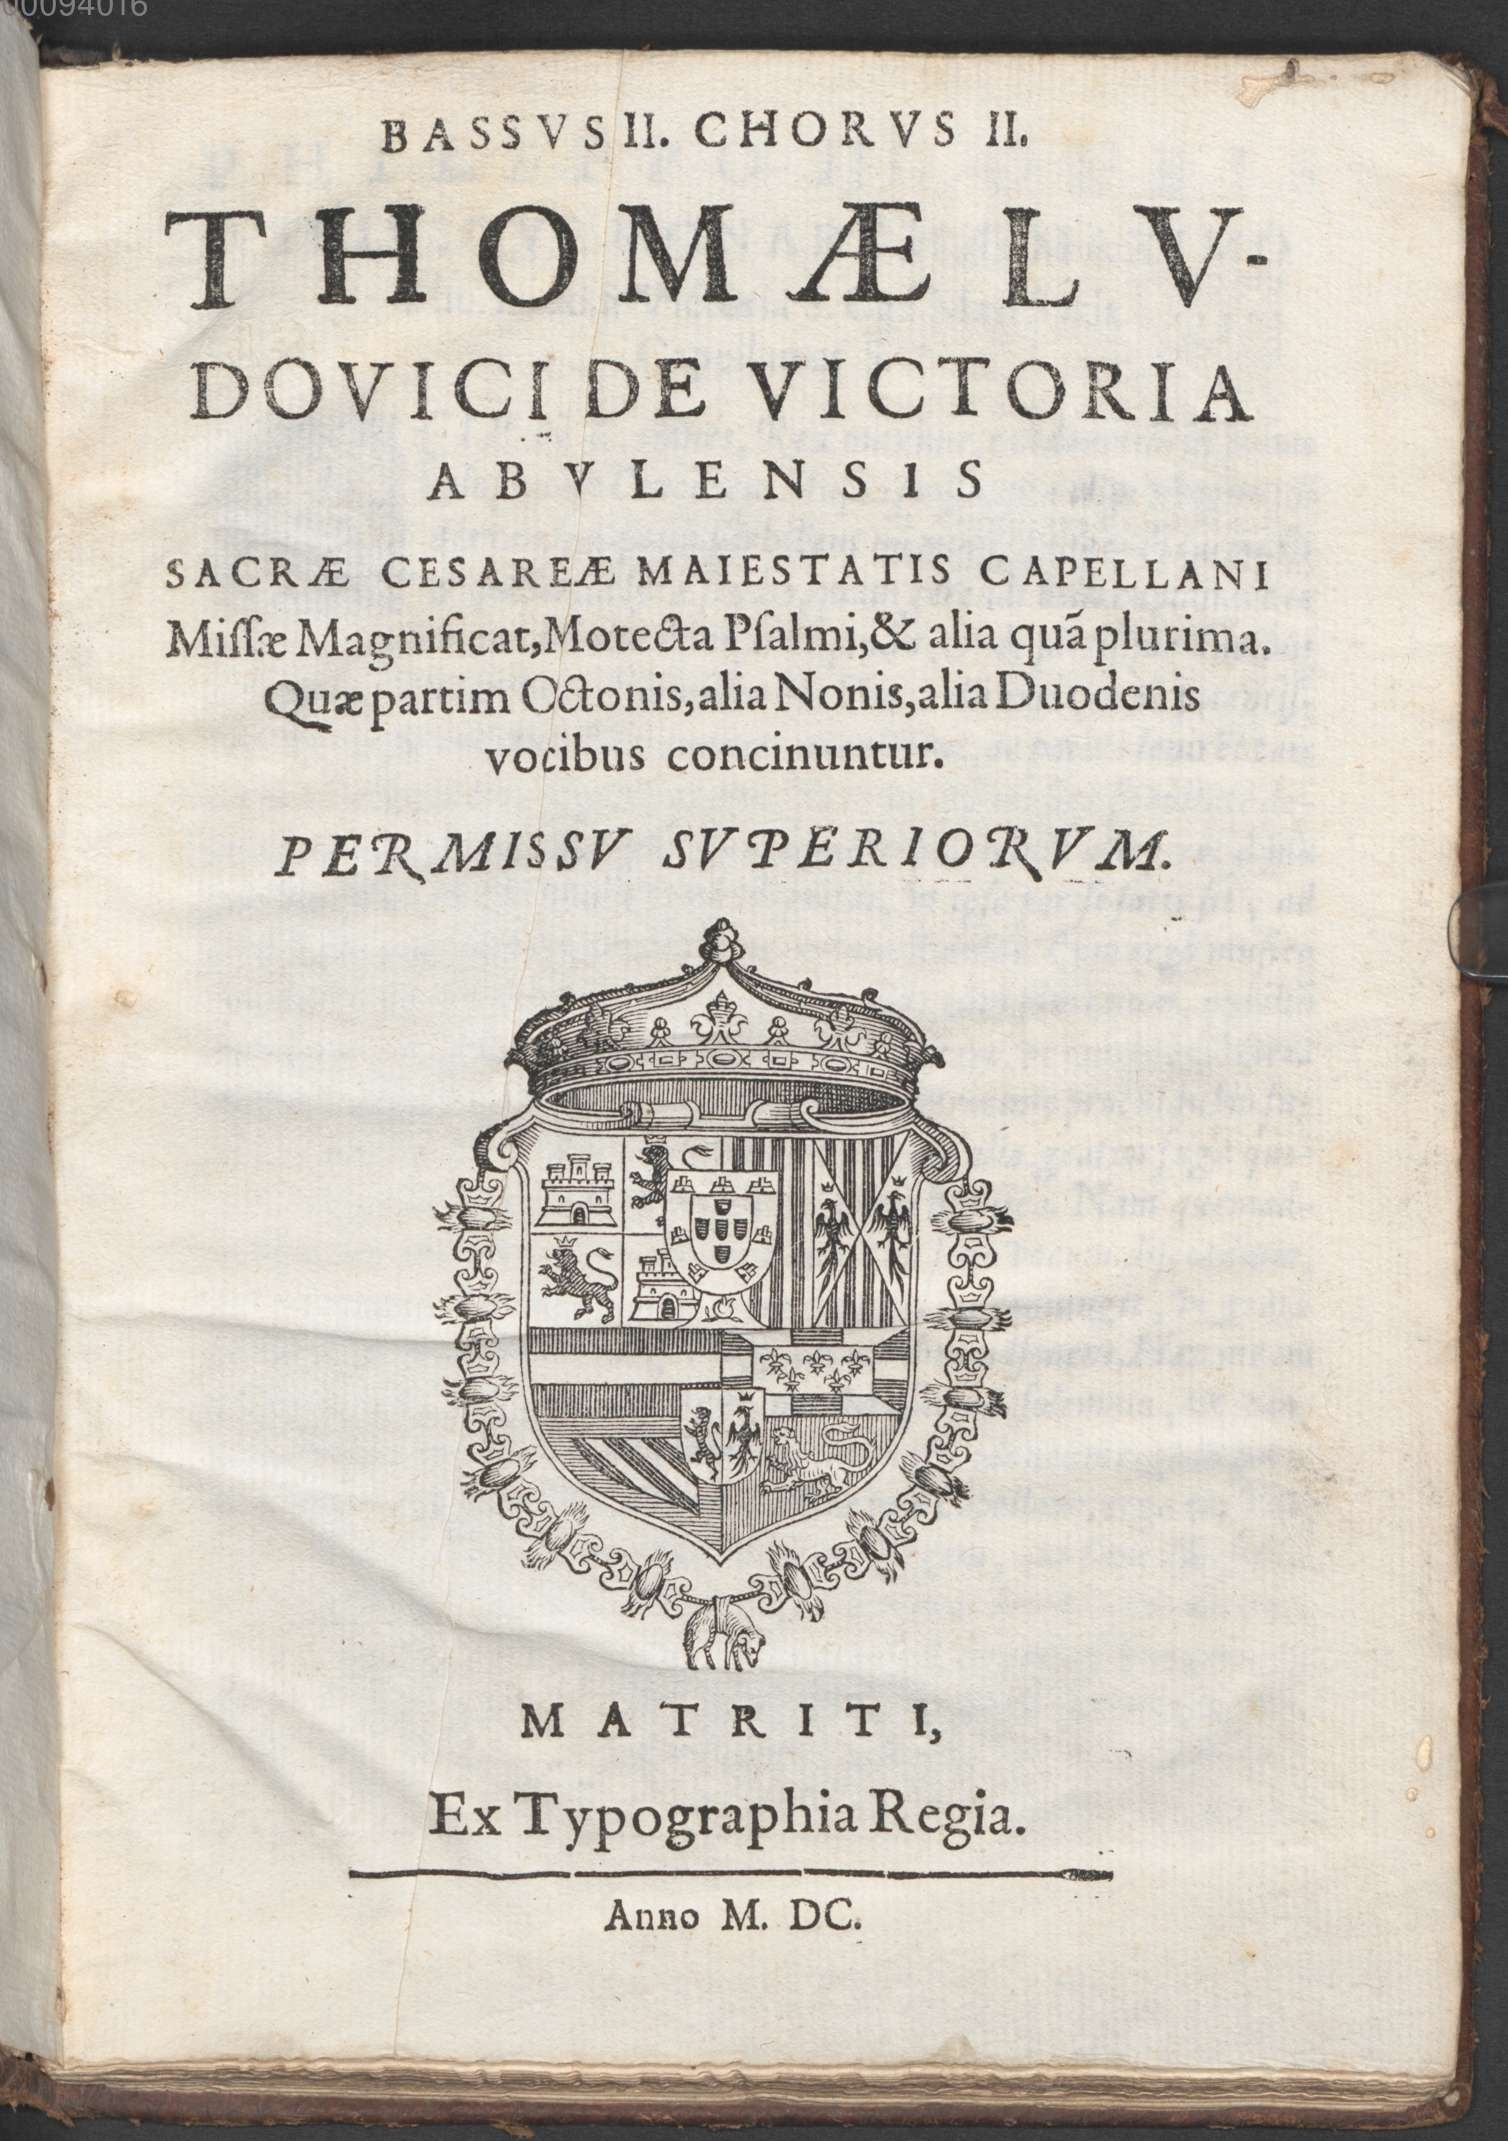 00094016
BASSVS II. CHORVS II.
THOMÆ LV-
DOVICI DE VICTORIA
ABVLENSIS
SACRÆ CESAREÆ MAIESTATIS CAPELLANI
Miſſæ Magnificat, Motecta Pſalmi, & alia quã plurima.
Quæ partim Octonis, alia Nonis, alia Duodenis
vocibus concinuntur.
PERMISSV SVPERIORVM.
MATRITI,
Ex Typographia Regia.
Anno M. DC.